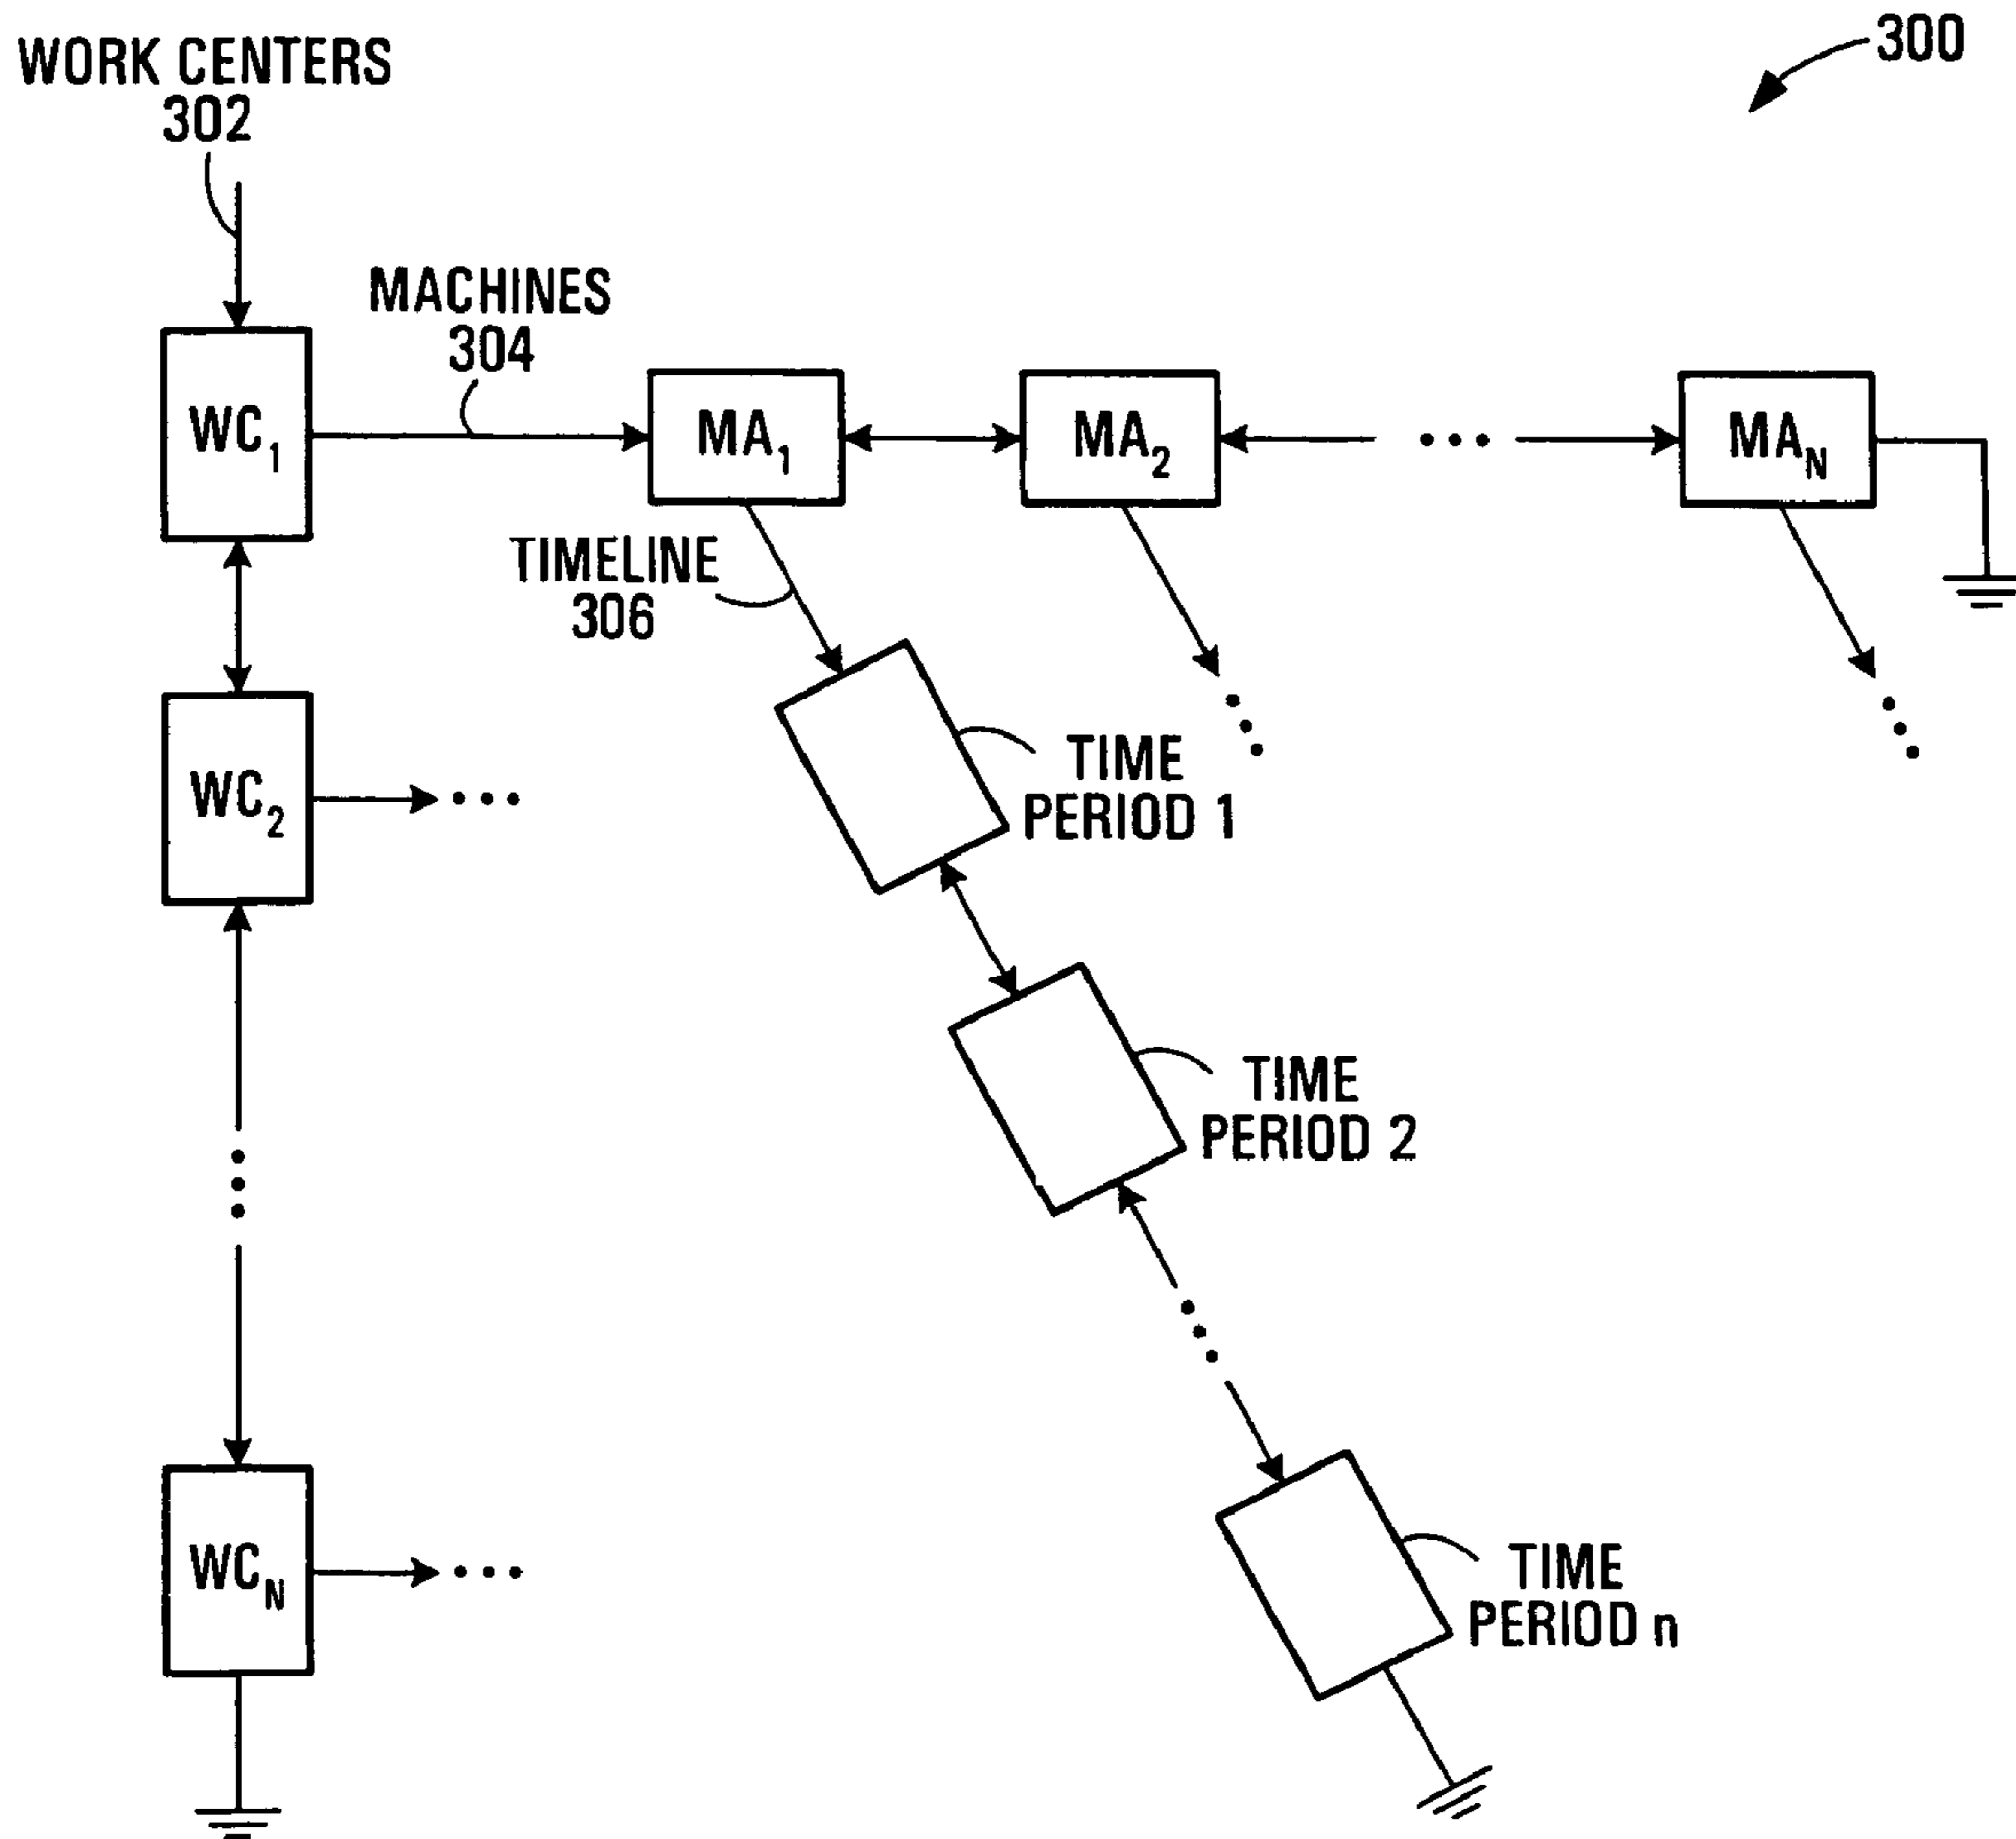 300
WORK CENTERS
302
MACHINES
304
WC1
MA1
MA2
MAN
TIMELINE
306
TIME
PERIOD 1
WC2
TIME
PERIOD 2
WCN
TIME
PERIOD n